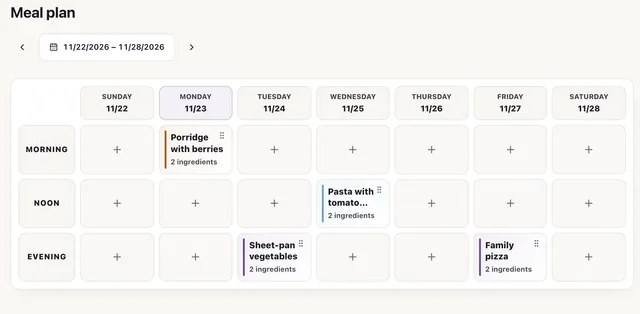 Meal plan
11/22/2026 – 11/28/2026
SUNDAY
11/22
MONDAY
11/23
TUESDAY
11/24
WEDNESDAY
11/25
THURSDAY
11/26
FRIDAY
11/27
SATURDAY
11/28
MORNING
Porridge
with berries
2 ingredients
NOON
Pasta with
tomato...
2 ingredients
EVENING
Sheet-pan
vegetables
2 ingredients
Family
pizza
2 ingredients